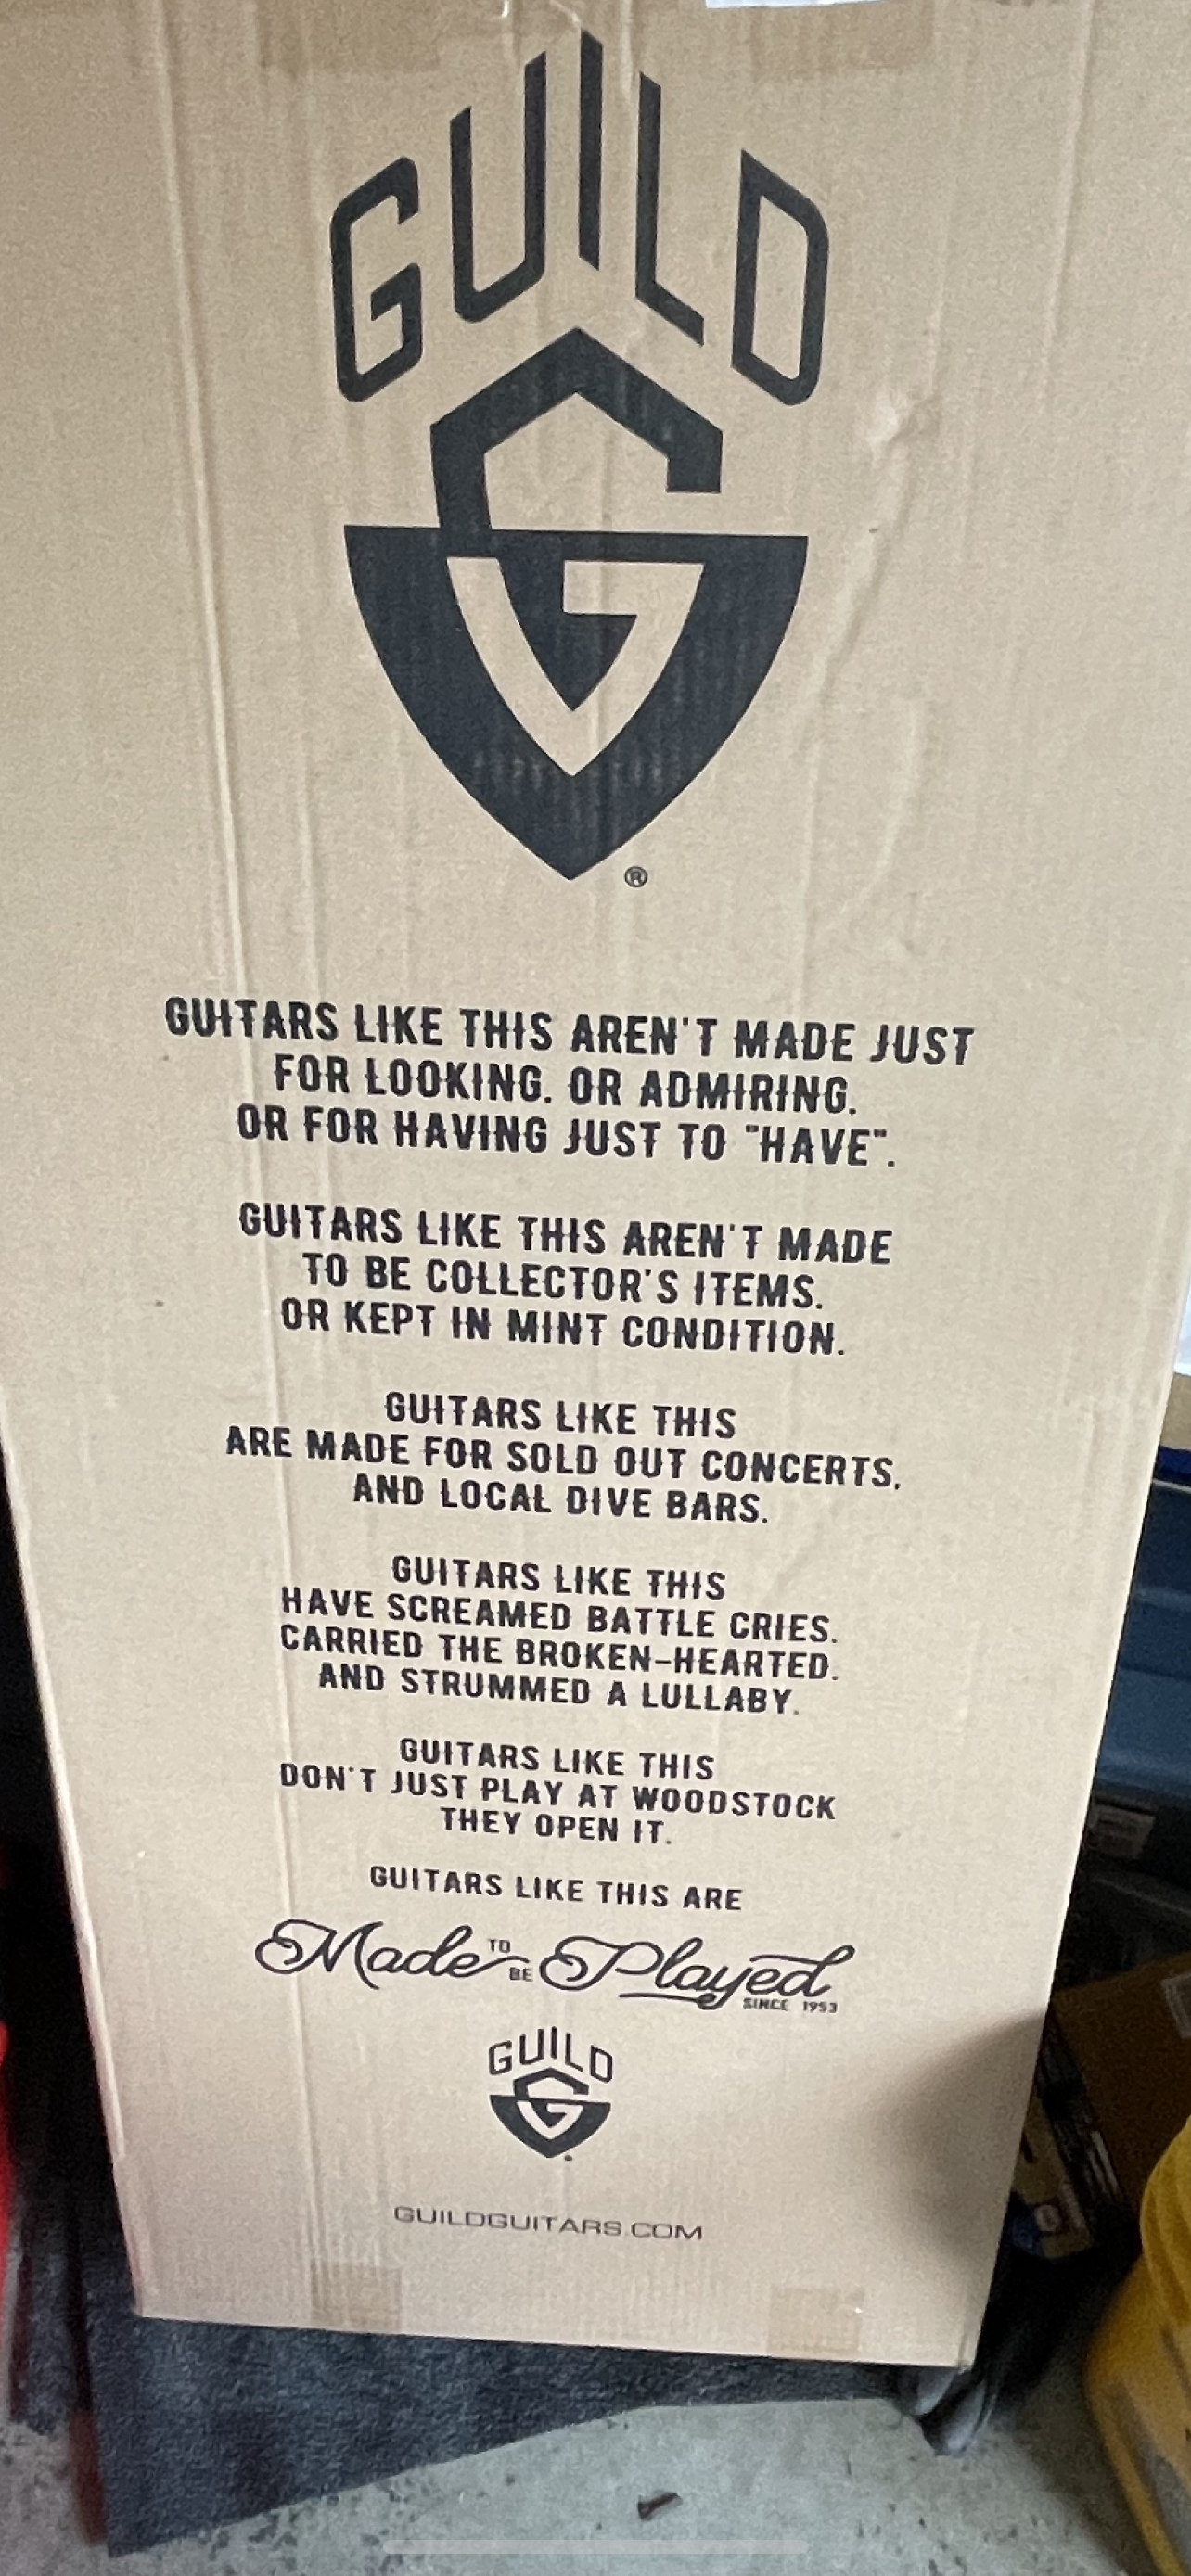 GUILD
G
®
GUITARS LIKE THIS AREN'T MADE JUST
FOR LOOKING. OR ADMIRING.
OR FOR HAVING JUST TO "HAVE".
GUITARS LIKE THIS AREN'T MADE
TO BE COLLECTOR'S ITEMS.
OR KEPT IN MINT CONDITION.
GUITARS LIKE THIS
ARE MADE FOR SOLD OUT CONCERTS,
AND LOCAL DIVE BARS.
GUITARS LIKE THIS
HAVE SCREAMED BATTLE CRIES.
CARRIED THE BROKEN-HEARTED.
AND STRUMMED A LULLABY.
GUITARS LIKE THIS
DON'T JUST PLAY AT WOODSTOCK
THEY OPEN IT.
GUITARS LIKE THIS ARE
Made TO BE Played
SINCE 1953
GUILD
G
GUILDGUITARS.COM